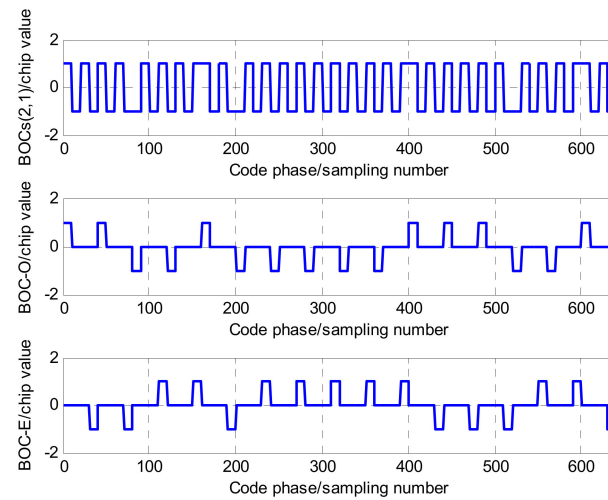 BOCs(2,1)/chip value
2
0
-2
0 100 200 300 400 500 600
Code phase/sampling number
BOC-O/chip value
2
0
-2
0 100 200 300 400 500 600
Code phase/sampling number
BOC-E/chip value
2
0
-2
0 100 200 300 400 500 600
Code phase/sampling number